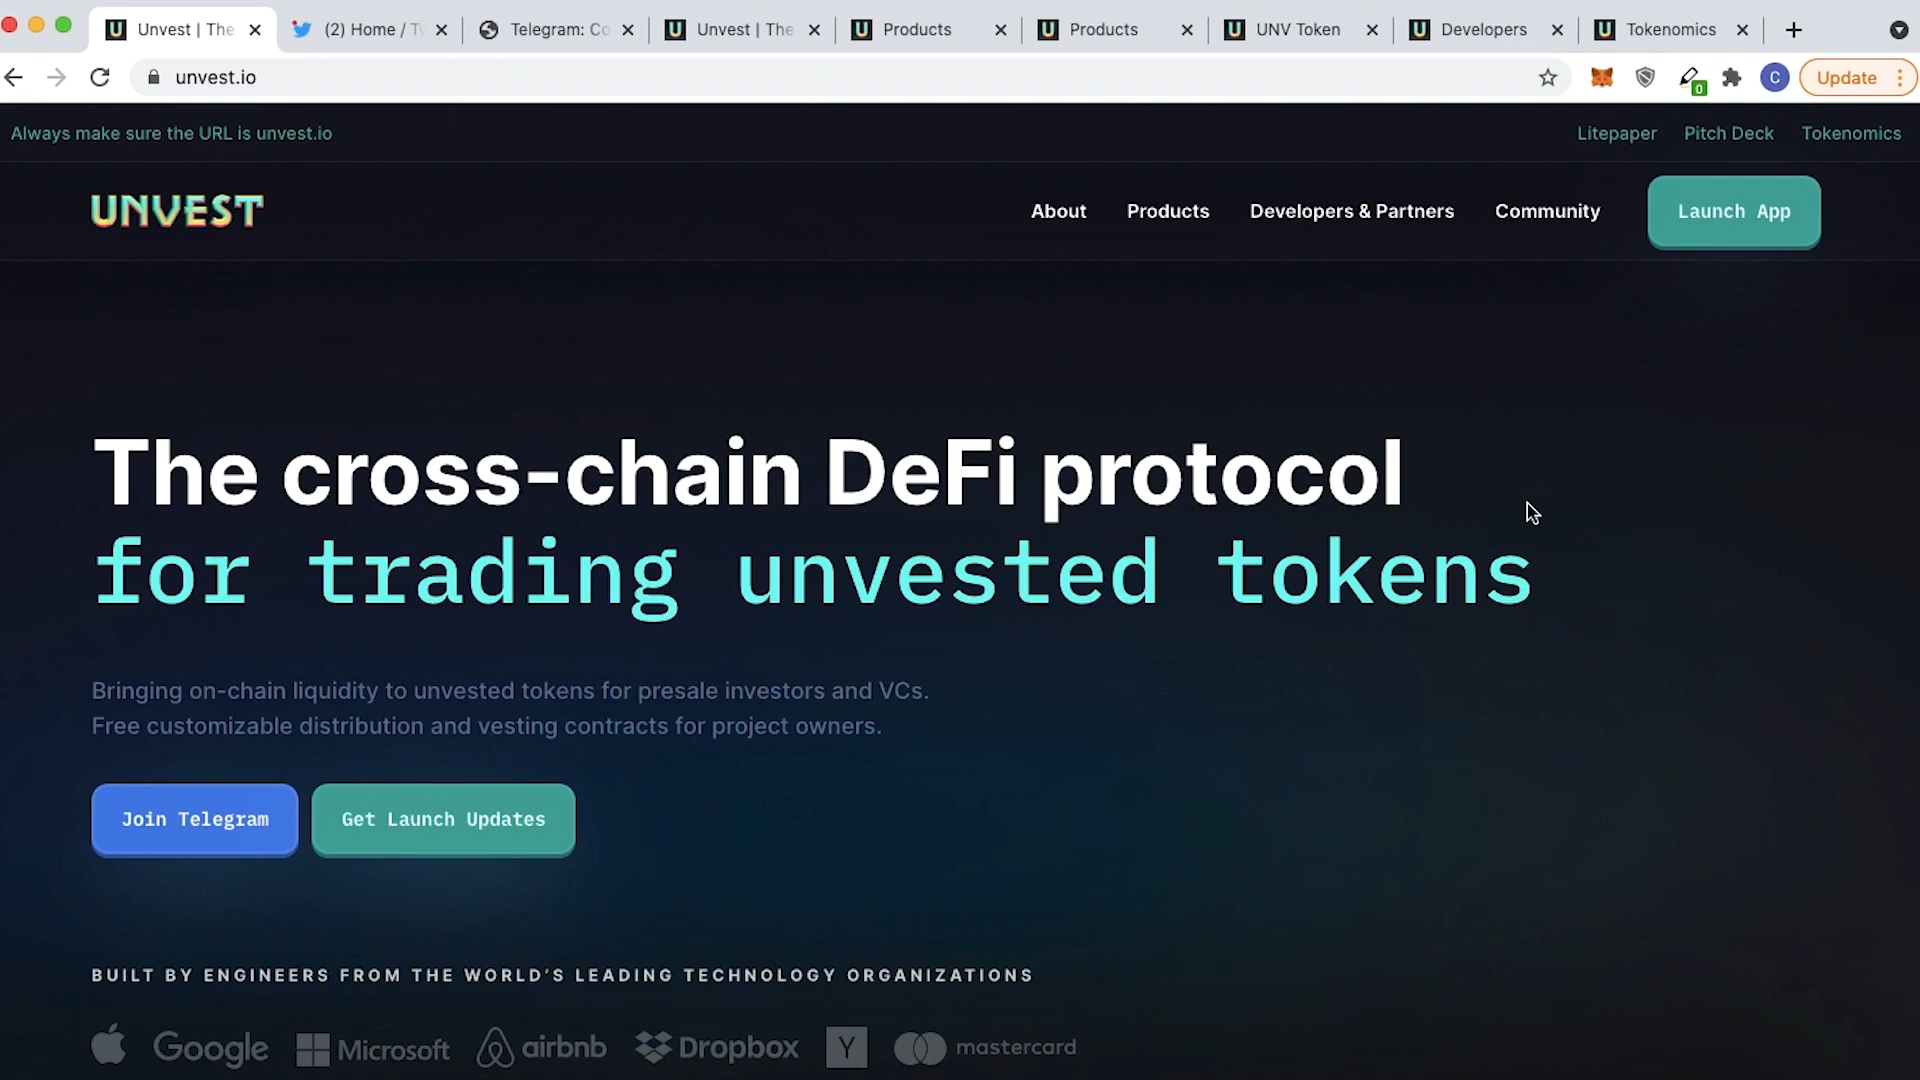 Unvest | The
(2) Home / Tw
Telegram: Co
Unvest | The
Products
Products
UNV Token
Developers
Tokenomics
unvest.io
0
C
Update
Always make sure the URL is unvest.io
Litepaper
Pitch Deck
Tokenomics
UNVEST
About
Products
Developers & Partners
Community
Launch App
The cross-chain DeFi protocol
for trading unvested tokens
Bringing on-chain liquidity to unvested tokens for presale investors and VCs.
Free customizable distribution and vesting contracts for project owners.
Join Telegram
Get Launch Updates
BUILT BY ENGINEERS FROM THE WORLD'S LEADING TECHNOLOGY ORGANIZATIONS
Google
Microsoft
airbnb
Dropbox
Y
mastercard